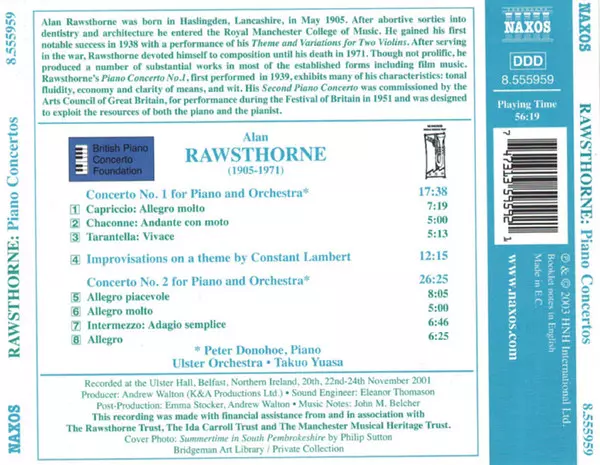 8.555959
RAWSTHORNE: Piano Concertos
NAXOS
Alan Rawsthorne was born in Haslingden, Lancashire, in May 1905. After abortive sorties into
dentistry and architecture he entered the Royal Manchester College of Music. He gained his first
notable success in 1938 with a performance of his Theme and Variations for Two Violins. After serving
in the war, Rawsthorne devoted himself to composition until his death in 1971. Though not prolific, he
produced a number of substantial works in most of the established forms including film music.
Rawsthorne's Piano Concerto No.1, first performed in 1939, exhibits many of his characteristics: tonal
fluidity, economy and clarity of means, and wit. His Second Piano Concerto was commissioned by the
Arts Council of Great Britain, for performance during the Festival of Britain in 1951 and was designed
to exploit the resources of both the piano and the pianist.
British Piano
Concerto
Foundation
Alan
RAWSTHORNE
(1905-1971)
Concerto No. 1 for Piano and Orchestra* 17:38
1 Capriccio: Allegro molto 7:19
2 Chaconne: Andante con moto 5:00
3 Tarantella: Vivace 5:13
4 Improvisations on a theme by Constant Lambert 12:15
Concerto No. 2 for Piano and Orchestra* 26:25
5 Allegro piacevole 8:05
6 Allegro molto 5:00
7 Intermezzo: Adagio semplice 6:46
8 Allegro 6:25
* Peter Donohoe, Piano
Ulster Orchestra • Takuo Yuasa
Recorded at the Ulster Hall, Belfast, Northern Ireland, 20th, 22nd-24th November 2001
Producer: Andrew Walton (K&A Productions Ltd.) • Sound Engineer: Eleanor Thomason
Post-Production: Emma Stocker, Andrew Walton • Music Notes: John M. Belcher
This recording was made with financial assistance from and in association with
The Rawsthorne Trust, The Ida Carroll Trust and The Manchester Musical Heritage Trust.
Cover Photo: Summertime in South Pembrokeshire by Philip Sutton
Bridgeman Art Library / Private Collection
NAXOS
DDD
8.555959
Playing Time
56:19
7 47313 59592 1
www.naxos.com
℗ & © 2003 HNH International Ltd.
Booklet notes in English
Made in E.C.
NAXOS
RAWSTHORNE: Piano Concertos
8.555959